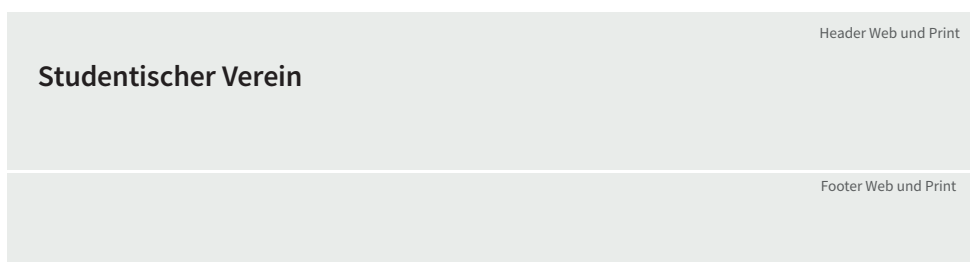 Header Web und Print
Studentischer Verein
Footer Web und Print